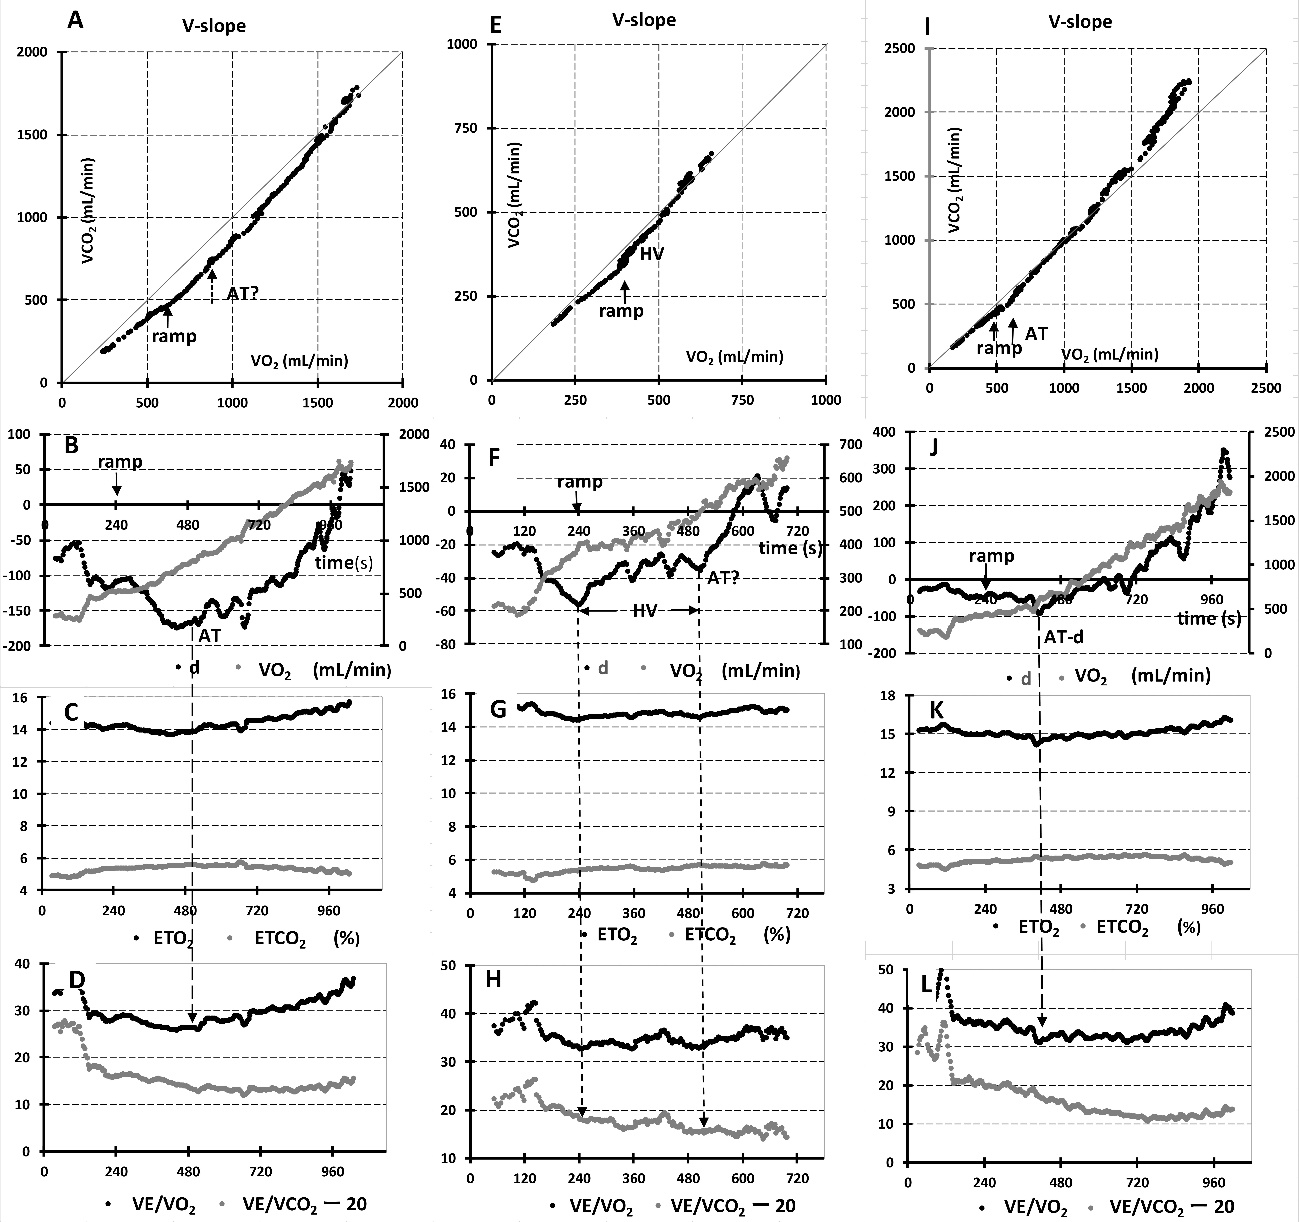 A
V-slope
2000
1500
1000
500
0
VCO2 (mL/min)
AT?
ramp
VO2 (mL/min)
0 500 1000 1500 2000
E
V-slope
1000
750
500
250
0
VCO2 (mL/min)
HV
ramp
VO2 (mL/min)
0 250 500 750 1000
I
V-slope
2500
2000
1500
1000
500
0
VCO2 (mL/min)
ramp AT
VO2 (mL/min)
0 500 1000 1500 2000 2500
B
100
50
0
-50
-100
-150
-200
2000
1500
1000
500
0
ramp
0 240 480 720 960
time(s)
AT
d VO2 (mL/min)
F
40
20
0
-20
-40
-60
-80
700
600
500
400
300
200
100
ramp
0 120 240 360 480 600 720
time (s)
AT?
HV
d VO2 (mL/min)
J
400
300
200
100
0
-100
-200
2500
2000
1500
1000
500
0
ramp
0 240 480 720 960
time (s)
AT-d
d VO2 (mL/min)
C
16
14
12
10
8
6
4
0 240 480 720 960
ETO2 ETCO2 (%)
G
16
14
12
10
8
6
4
0 120 240 360 480 600 720
ETO2 ETCO2 (%)
K
18
15
12
9
6
3
0 240 480 720 960
ETO2 ETCO2 (%)
D
40
30
20
10
0
0 240 480 720 960
VE/VO2 VE/VCO2 — 20
H
50
40
30
20
10
0 120 240 360 480 600 720
VE/VO2 VE/VCO2 — 20
L
50
40
30
20
10
0
0 240 480 720 960
VE/VO2 VE/VCO2 — 20